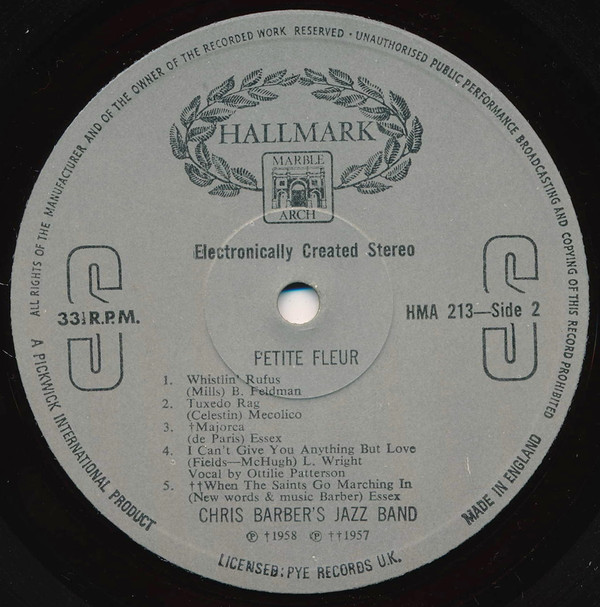 ALL RIGHTS OF THE MANUFACTURER AND OF THE OWNER OF THE RECORDED WORK RESERVED · UNAUTHORISED PUBLIC PERFORMANCE BROADCASTING AND COPYING OF THIS RECORD PROHIBITED
HALLMARK
MARBLE
ARCH
Electronically Created Stereo
33⅓ R.P.M.
HMA 213—Side 2
PETITE FLEUR
1. Whistlin' Rufus
(Mills) B. Feldman
2. Tuxedo Rag
(Celestin) Mecolico
3. †Majorca
(de Paris) Essex
4. I Can't Give You Anything But Love
(Fields—McHugh) L. Wright
Vocal by Ottilie Patterson
5. ††When The Saints Go Marching In
(New words & music Barber) Essex
CHRIS BARBER'S JAZZ BAND
℗ †1958 ℗ ††1957
A PICKWICK INTERNATIONAL PRODUCT
LICENSED; PYE RECORDS U.K.
MADE IN ENGLAND